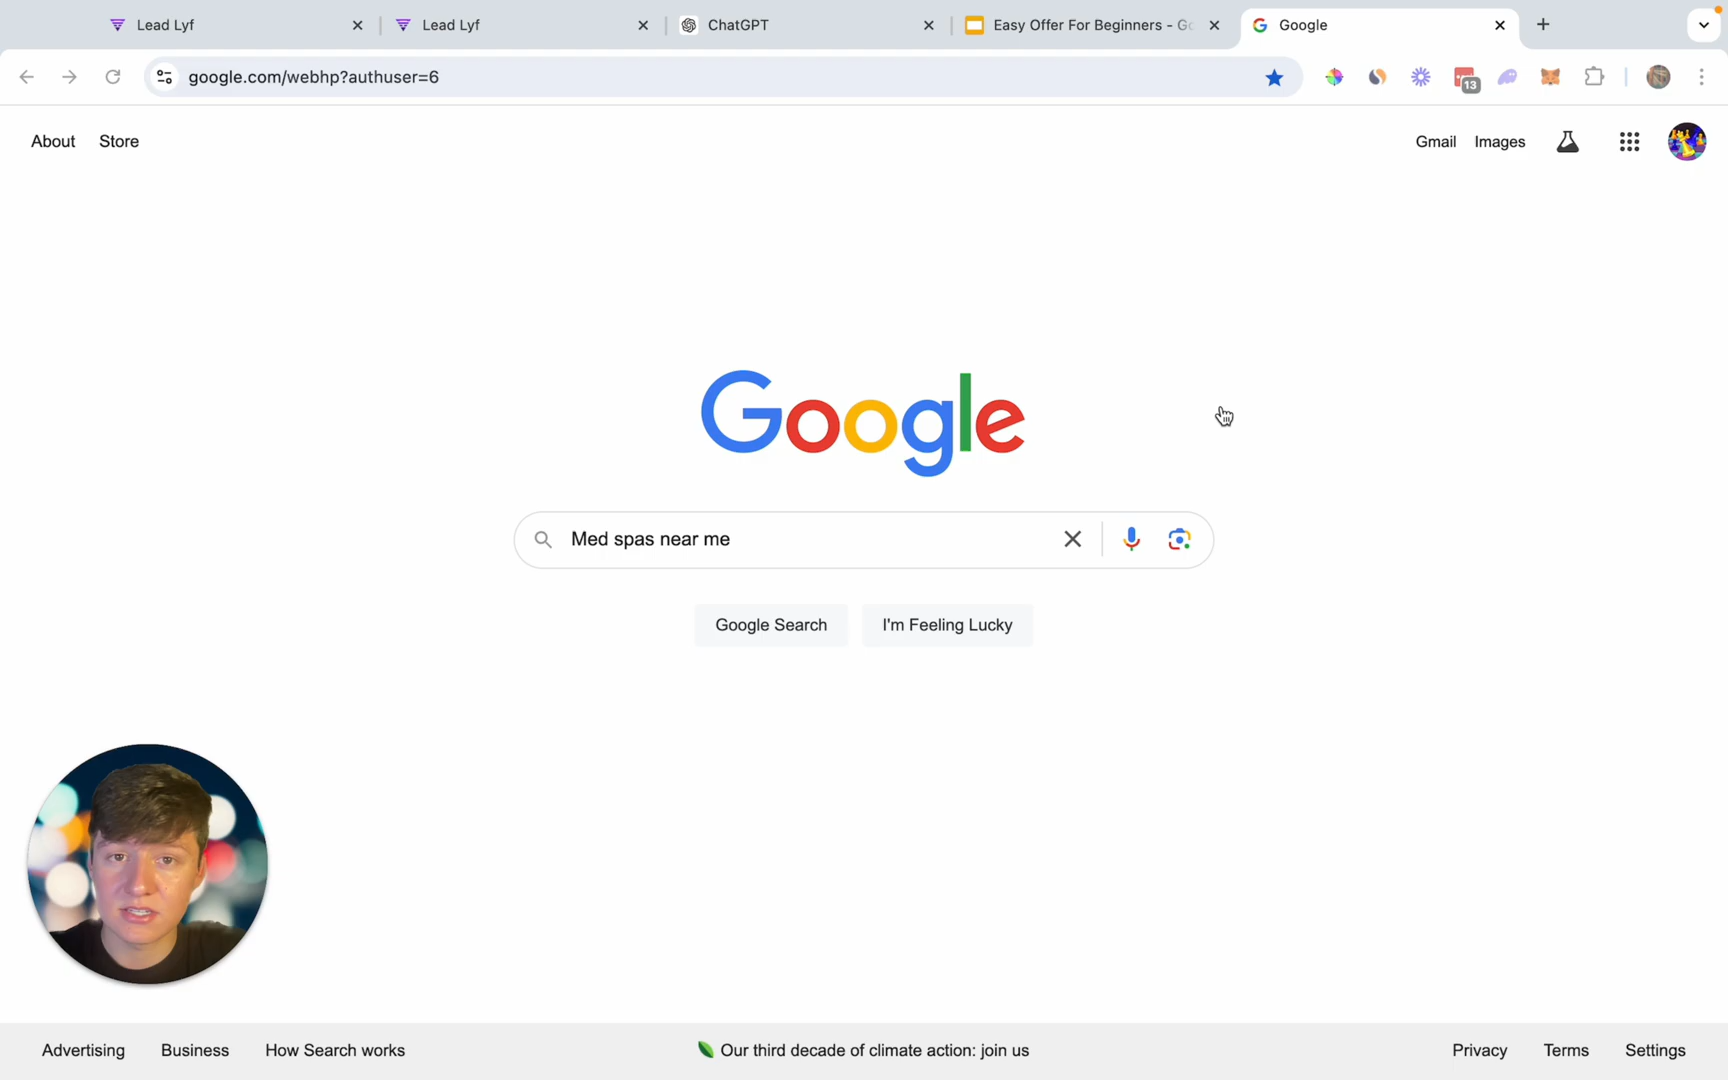 Lead Lyf
Lead Lyf
ChatGPT
Easy Offer For Beginners - Go
Google
google.com/webhp?authuser=6
13
About
Store
Gmail
Images
Google
Med spas near me
Google Search
I'm Feeling Lucky
Advertising
Business
How Search works
Our third decade of climate action: join us
Privacy
Terms
Settings